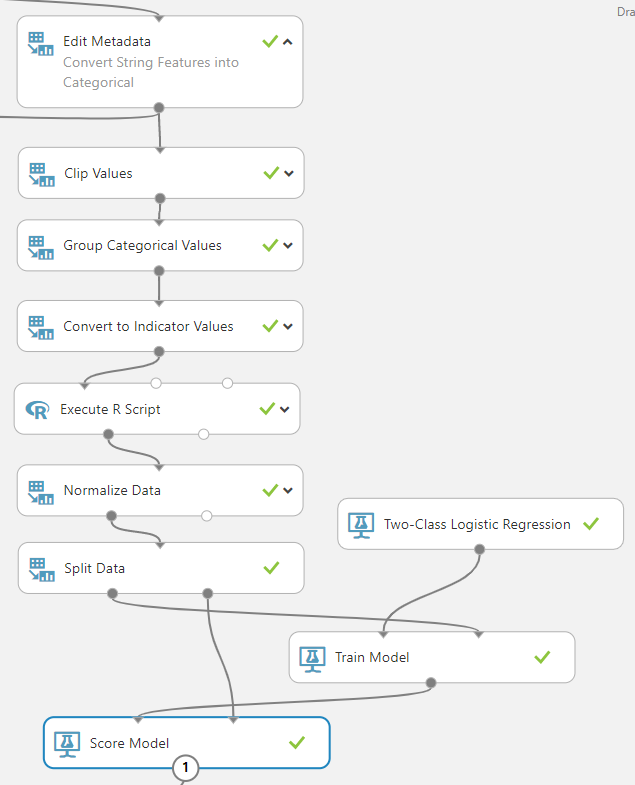 Dra
Edit Metadata
Convert String Features into
Categorical
Clip Values
Group Categorical Values
Convert to Indicator Values
R Execute R Script
Normalize Data
Two-Class Logistic Regression
Split Data
Train Model
Score Model
1